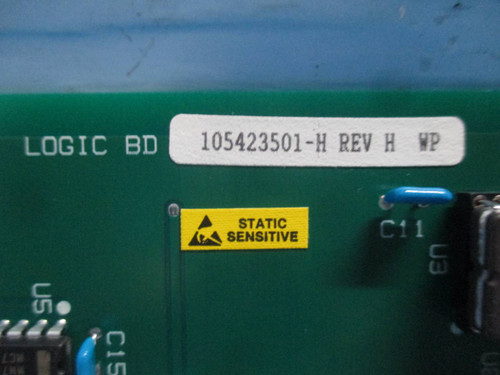 LOGIC BD
105423501-H REV H WP
STATIC
SENSITIVE
C11
U3
U5
C15